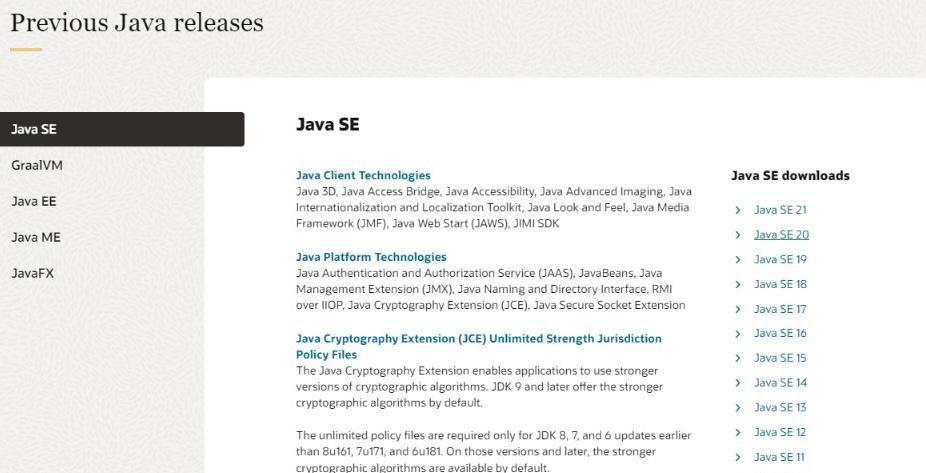 Previous Java releases
Java SE
GraalVM
Java EE
Java ME
JavaFX
Java SE
Java Client Technologies
Java 3D, Java Access Bridge, Java Accessibility, Java Advanced Imaging, Java
Internationalization and Localization Toolkit, Java Look and Feel, Java Media
Framework (JMF), Java Web Start (JAWS), JIMI SDK
Java Platform Technologies
Java Authentication and Authorization Service (JAAS), JavaBeans, Java
Management Extension (JMX), Java Naming and Directory Interface, RMI
over IIOP, Java Cryptography Extension (JCE), Java Secure Socket Extension
Java Cryptography Extension (JCE) Unlimited Strength Jurisdiction
Policy Files
The Java Cryptography Extension enables applications to use stronger
versions of cryptographic algorithms. JDK 9 and later offer the stronger
cryptographic algorithms by default.
The unlimited policy files are required only for JDK 8, 7, and 6 updates earlier
than 8u161, 7u171, and 6u181. On those versions and later, the stronger
cryptographic algorithms are available by default.
Java SE downloads
Java SE 21
Java SE 20
Java SE 19
Java SE 18
Java SE 17
Java SE 16
Java SE 15
Java SE 14
Java SE 13
Java SE 12
Java SE 11